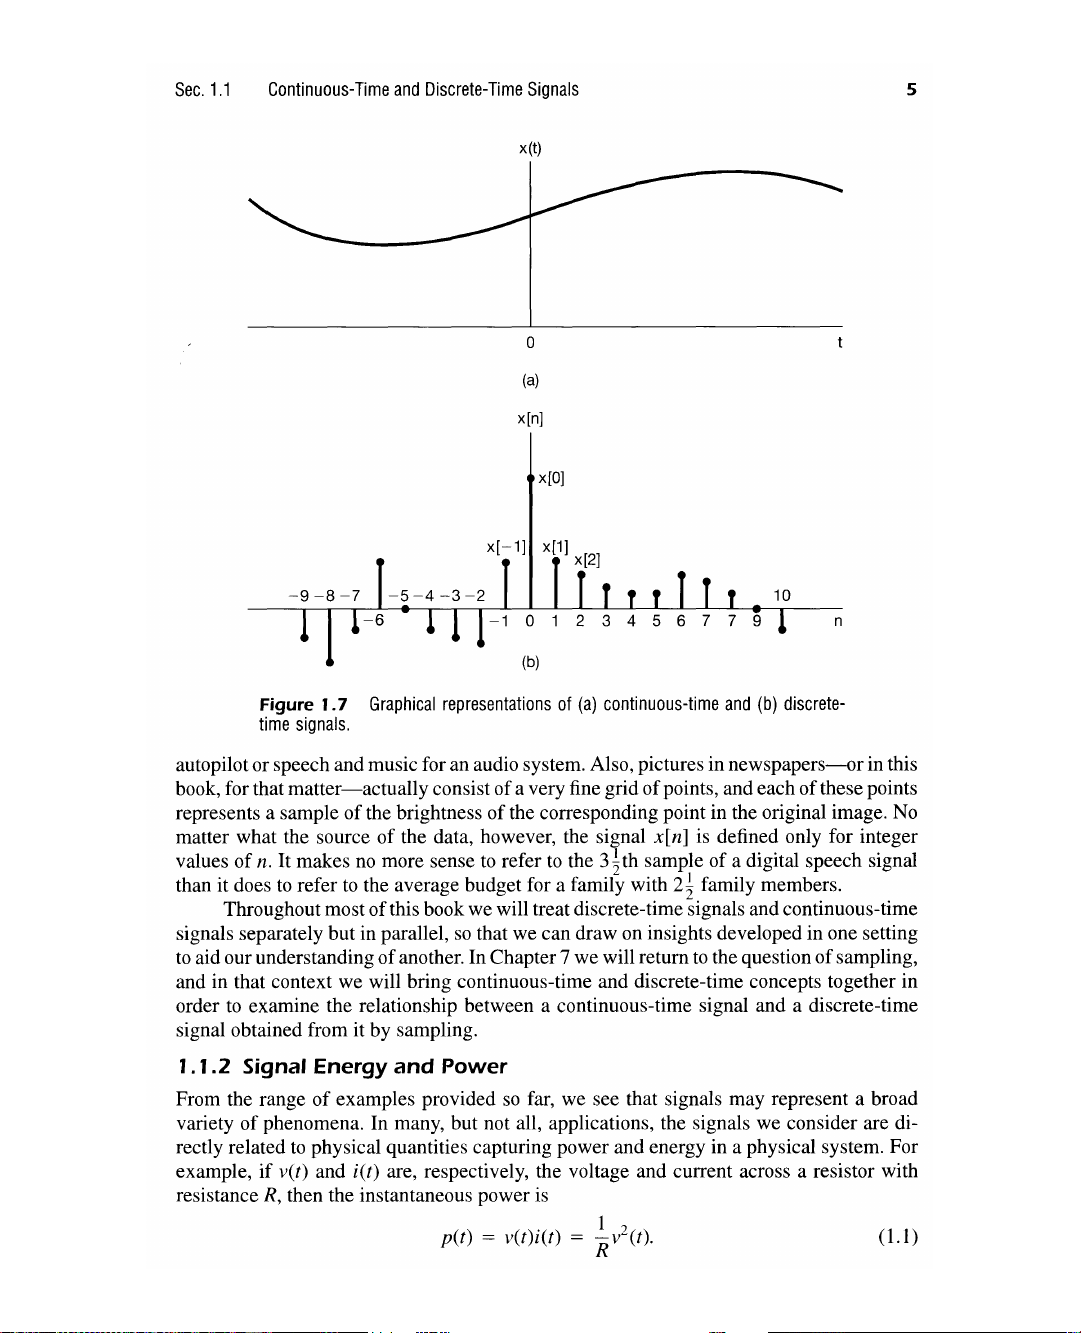 Sec. 1.1 Continuous-Time and Discrete-Time Signals 5
x(t)
0 t
(a)
x[n]
x[0]
x[−1] x[1] x[2]
−9 −8 −7 −5 −4 −3 −2 10
−6 −1 0 1 2 3 4 5 6 7 7 9 n
(b)
Figure 1.7 Graphical representations of (a) continuous-time and (b) discrete-
time signals.
autopilot or speech and music for an audio system. Also, pictures in newspapers—or in this
book, for that matter—actually consist of a very fine grid of points, and each of these points
represents a sample of the brightness of the corresponding point in the original image. No
matter what the source of the data, however, the signal x[n] is defined only for integer
values of n. It makes no more sense to refer to the 3½th sample of a digital speech signal
than it does to refer to the average budget for a family with 2½ family members.
Throughout most of this book we will treat discrete-time signals and continuous-time
signals separately but in parallel, so that we can draw on insights developed in one setting
to aid our understanding of another. In Chapter 7 we will return to the question of sampling,
and in that context we will bring continuous-time and discrete-time concepts together in
order to examine the relationship between a continuous-time signal and a discrete-time
signal obtained from it by sampling.
1.1.2 Signal Energy and Power
From the range of examples provided so far, we see that signals may represent a broad
variety of phenomena. In many, but not all, applications, the signals we consider are di-
rectly related to physical quantities capturing power and energy in a physical system. For
example, if v(t) and i(t) are, respectively, the voltage and current across a resistor with
resistance R, then the instantaneous power is
p(t) = v(t)i(t) = 1/R v²(t). (1.1)